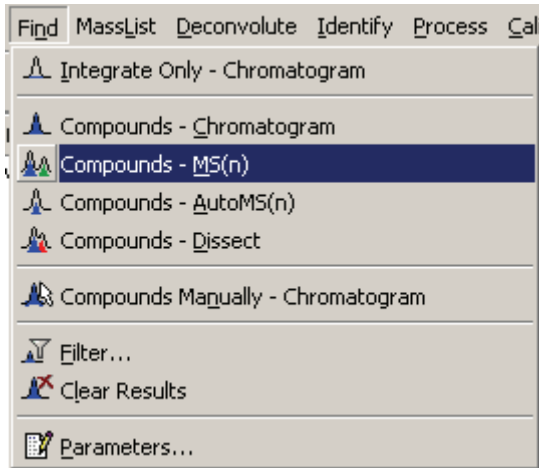 Find MassList Deconvolute Identify Process Cal
Integrate Only - Chromatogram
Compounds - Chromatogram
Compounds - MS(n)
Compounds - AutoMS(n)
Compounds - Dissect
Compounds Manually - Chromatogram
Filter...
Clear Results
Parameters...